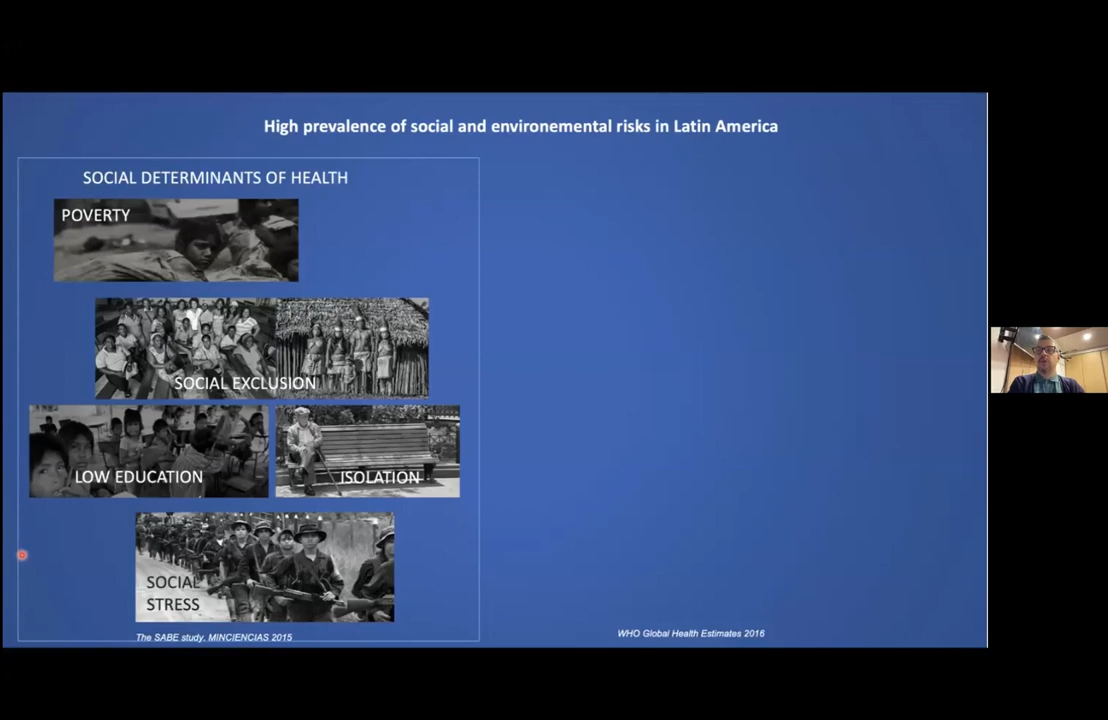 High prevalence of social and environemental risks in Latin America
SOCIAL DETERMINANTS OF HEALTH
POVERTY
SOCIAL EXCLUSION
LOW EDUCATION
ISOLATION
SOCIAL
STRESS
The SABE study. MINCIENCIAS 2015
WHO Global Health Estimates 2016